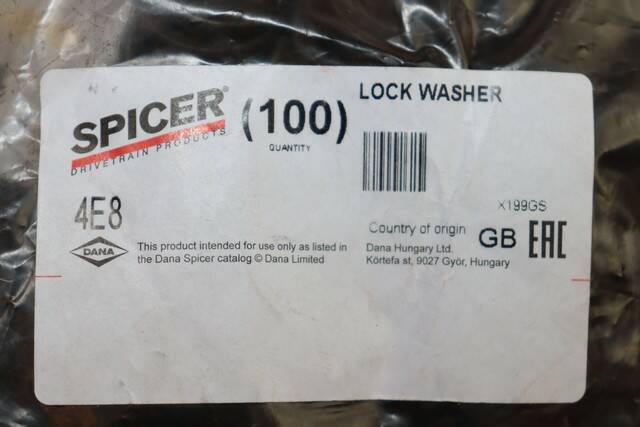 LOCK WASHER
SPICER®
DRIVETRAIN PRODUCTS
(100)
QUANTITY
4E8
X199GS
Country of origin GB EAC
DANA
This product intended for use only as listed in
the Dana Spicer catalog © Dana Limited
Dana Hungary Ltd.
Körtefa st, 9027 Györ, Hungary